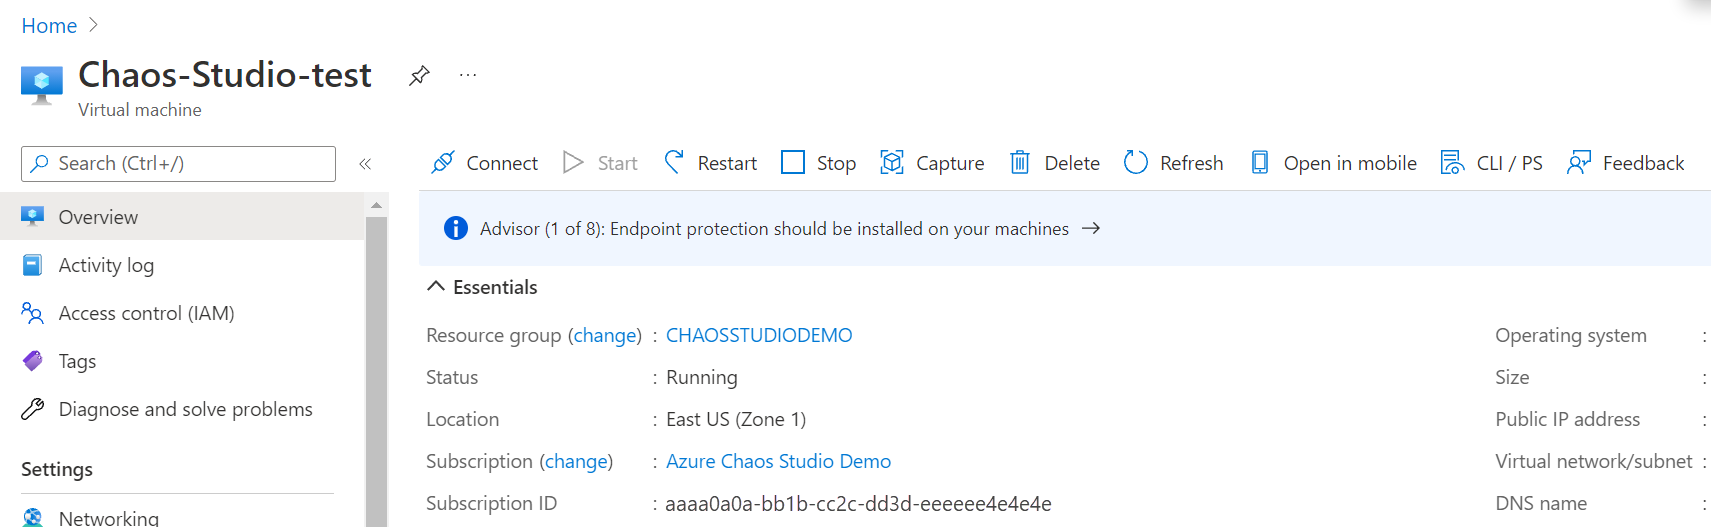 Home
Chaos-Studio-test
Virtual machine
Search (Ctrl+/)
Connect Start Restart Stop Capture Delete Refresh Open in mobile CLI / PS Feedback
Overview
Activity log
Access control (IAM)
Tags
Diagnose and solve problems
Settings
Networking
Advisor (1 of 8): Endpoint protection should be installed on your machines
Essentials
Resource group (change) : CHAOSSTUDIODEMO
Status : Running
Location : East US (Zone 1)
Subscription (change) : Azure Chaos Studio Demo
Subscription ID : aaaa0a0a-bb1b-cc2c-dd3d-eeeeee4e4e4e
Operating system :
Size :
Public IP address :
Virtual network/subnet :
DNS name :